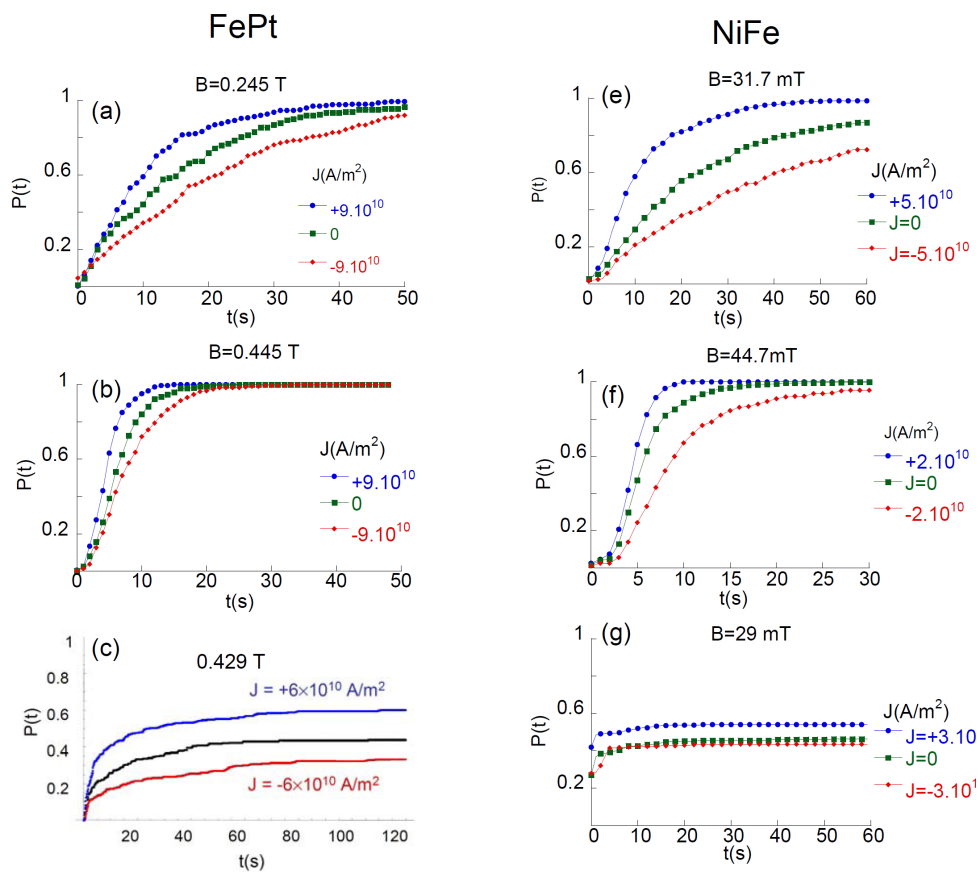 FePt
NiFe
B=0.245 T
(a)
1
0.6
0.2
P(t)
J(A/m²)
+9.10¹⁰
0
-9.10¹⁰
0 10 20 30 40 50
t(s)
B=0.445 T
(b)
1
0.6
0.2
P(t)
J(A/m²)
+9.10¹⁰
0
-9.10¹⁰
0 10 20 30 40 50
t(s)
(c)
0.429 T
1
0.8
0.6
0.4
0.2
P(t)
J = +6×10¹⁰ A/m²
J = -6×10¹⁰ A/m²
20 40 60 80 100 120
t(s)
B=31.7 mT
(e)
1
0.6
0.2
P(t)
J(A/m²)
+5.10¹⁰
J=0
J=-5.10¹⁰
0 10 20 30 40 50 60
t(s)
B=44.7mT
(f)
1
0.6
0.2
P(t)
J(A/m²)
+2.10¹⁰
J=0
-2.10¹⁰
0 5 10 15 20 25 30
t(s)
(g)
B=29 mT
1
0.6
0.2
P(t)
J(A/m²)
J=+3.10
J=0
J=-3.10¹
0 10 20 30 40 50 60
t(s)